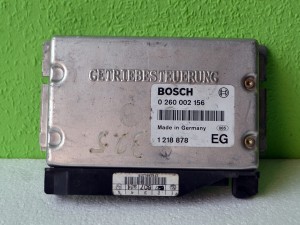 GETRIEBESTEUERUNG
BOSCH
0 260 002 156
Made in Germany
1 218 878 EG